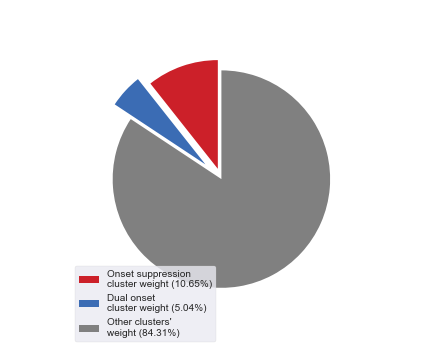 Onset suppression
cluster weight (10.65%)
Dual onset
cluster weight (5.04%)
Other clusters'
weight (84.31%)